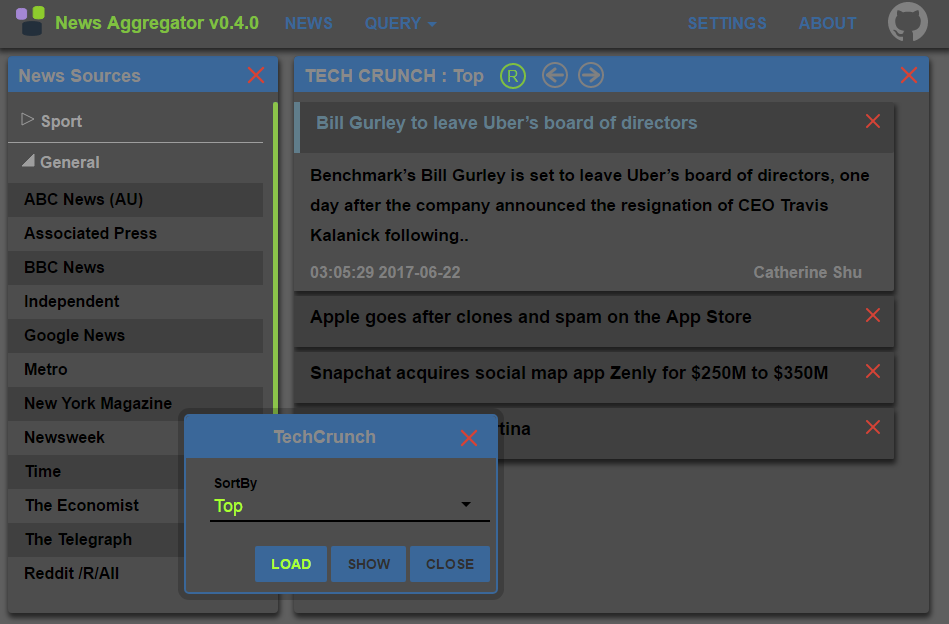 News Aggregator v0.4.0 NEWS QUERY SETTINGS ABOUT
News Sources
Sport
General
ABC News (AU)
Associated Press
BBC News
Independent
Google News
Metro
New York Magazine
Newsweek
Time
The Economist
The Telegraph
Reddit /R/All
TECH CRUNCH : Top R
Bill Gurley to leave Uber’s board of directors
Benchmark’s Bill Gurley is set to leave Uber’s board of directors, one
day after the company announced the resignation of CEO Travis
Kalanick following..
03:05:29 2017-06-22 Catherine Shu
Apple goes after clones and spam on the App Store
Snapchat acquires social map app Zenly for $250M to $350M
TechCrunch
SortBy
Top
LOAD SHOW CLOSE